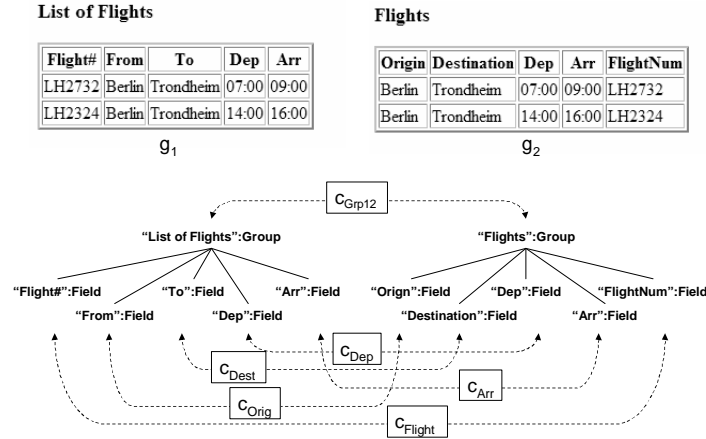 List of Flights
Flight# From To Dep Arr
LH2732 Berlin Trondheim 07:00 09:00
LH2324 Berlin Trondheim 14:00 16:00
g1
Flights
Origin Destination Dep Arr FlightNum
Berlin Trondheim 07:00 09:00 LH2732
Berlin Trondheim 14:00 16:00 LH2324
g2
cGrp12
“List of Flights”:Group
“Flights”:Group
“Flight#”:Field “To”:Field “Arr”:Field
“From”:Field “Dep”:Field
“Orign”:Field “Dep”:Field “FlightNum”:Field
“Destination”:Field “Arr”:Field
cDep
cDest
cArr
cOrig
cFlight